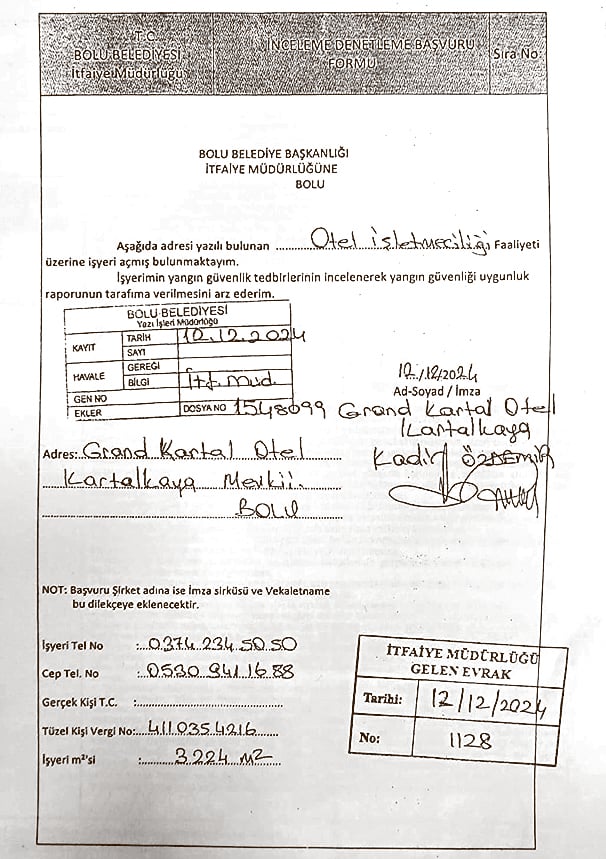 T.C.
BOLU BELEDİYESİ
İtfaiye Müdürlüğü
İNCELEME DENETLEME BAŞVURU
FORMU
Sıra No
BOLU BELEDİYE BAŞKANLIĞI
İTFAİYE MÜDÜRLÜĞÜNE
BOLU
Aşağıda adresi yazılı bulunan Otel İşletmeciliği Faaliyeti
üzerine işyeri açmış bulunmaktayım.
İşyerimin yangın güvenlik tedbirlerinin incelenerek yangın güvenliği uygunluk
raporunun tarafıma verilmesini arz ederim.
BOLU BELEDİYESİ
Yazı İşleri Müdürlüğü
KAYIT TARİH 12.12.2024
SAYI
HAVALE GEREĞİ
BİLGİ İtf. Müd.
GEN NO
EKLER DOSYA NO 1548099
12/12/2024
Ad-Soyad / İmza
Grand Kartal Otel
Kartalkaya
Kadir ÖZDEMİR
Adres: Grand Kartal Otel
Kartalkaya Mevkii.
BOLU
NOT: Başvuru Şirket adına ise İmza sirküsü ve Vekaletname
bu dilekçeye eklenecektir.
İşyeri Tel No : 0374 234 50 50
Cep Tel. No : 0530 941 16 88
Gerçek Kişi T.C. :
Tüzel Kişi Vergi No: 4110354216
İşyeri m²'si : 3.224 m²
İTFAİYE MÜDÜRLÜĞÜ
GELEN EVRAK
Tarihi: 12/12/2024
No: 1128